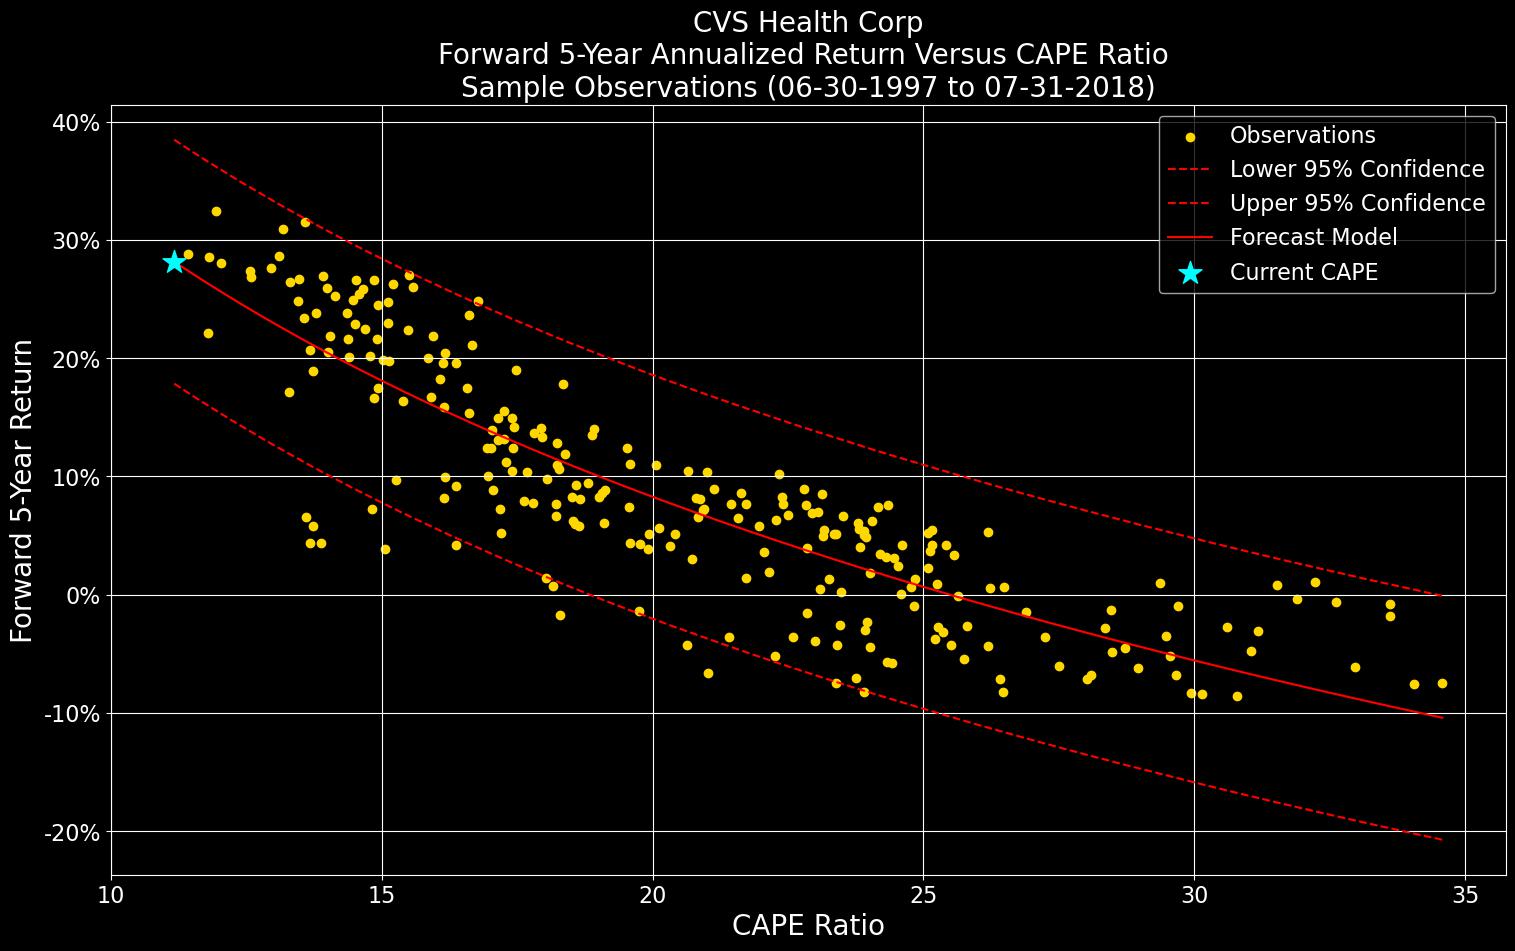 CVS Health Corp
Forward 5-Year Annualized Return Versus CAPE Ratio
Sample Observations (06-30-1997 to 07-31-2018)
Observations
Lower 95% Confidence
Upper 95% Confidence
Forecast Model
Current CAPE
Forward 5-Year Return
40%
30%
20%
10%
0%
-10%
-20%
10 15 20 25 30 35
CAPE Ratio